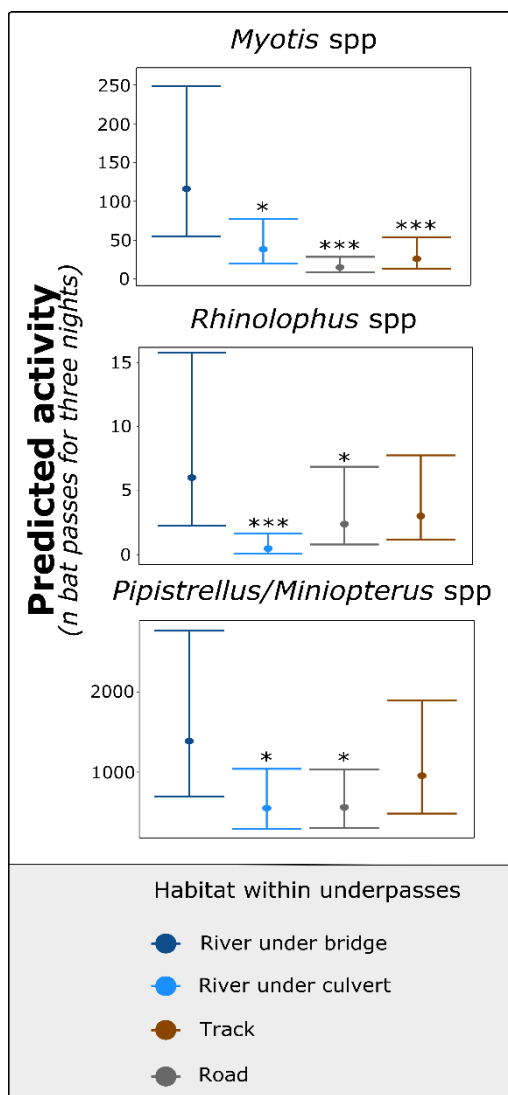 Myotis spp
250
200
150
100
50
0
*
***
***
Predicted activity
(n bat passes for three nights)
Rhinolophus spp
15
10
5
0
***
*
Pipistrellus/Miniopterus spp
2000
1000
*
*
Habitat within underpasses
River under bridge
River under culvert
Track
Road